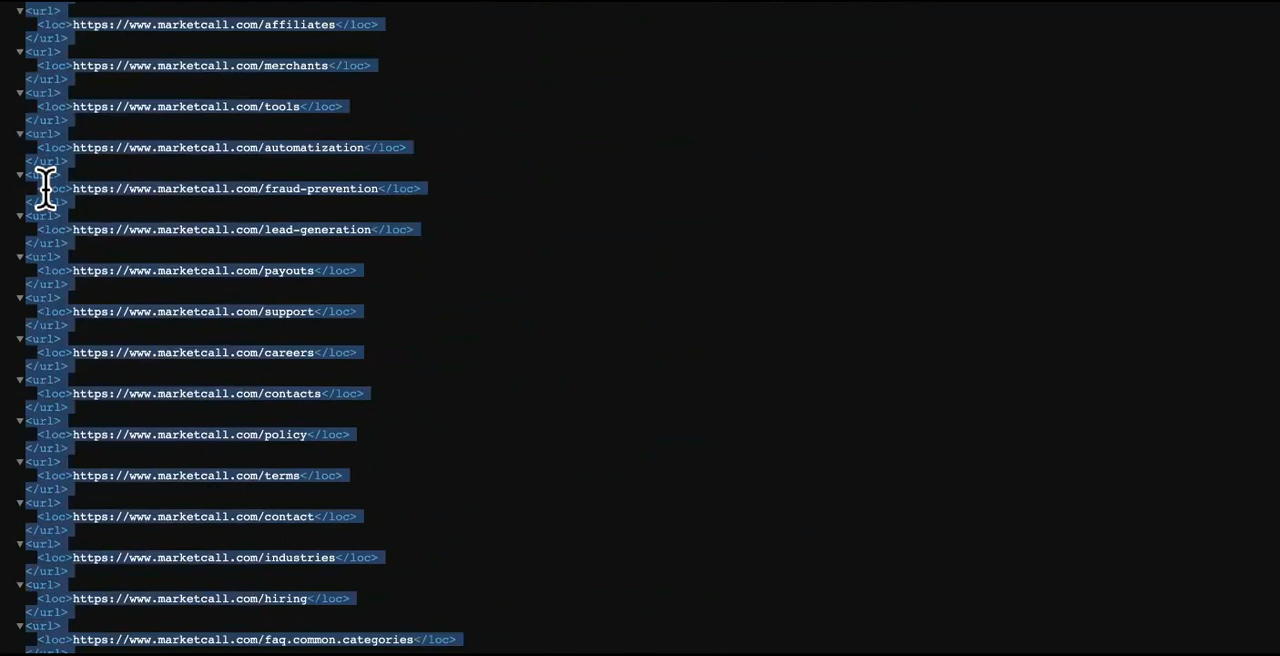 ▼<url>
<loc>https://www.marketcall.com/affiliates</loc>
</url>
▼<url>
<loc>https://www.marketcall.com/merchants</loc>
</url>
▼<url>
<loc>https://www.marketcall.com/tools</loc>
</url>
▼<url>
<loc>https://www.marketcall.com/automatization</loc>
</url>
▼<url>
<loc>https://www.marketcall.com/fraud-prevention</loc>
</url>
▼<url>
<loc>https://www.marketcall.com/lead-generation</loc>
</url>
▼<url>
<loc>https://www.marketcall.com/payouts</loc>
</url>
▼<url>
<loc>https://www.marketcall.com/support</loc>
</url>
▼<url>
<loc>https://www.marketcall.com/careers</loc>
</url>
▼<url>
<loc>https://www.marketcall.com/contacts</loc>
</url>
▼<url>
<loc>https://www.marketcall.com/policy</loc>
</url>
▼<url>
<loc>https://www.marketcall.com/terms</loc>
</url>
▼<url>
<loc>https://www.marketcall.com/contact</loc>
</url>
▼<url>
<loc>https://www.marketcall.com/industries</loc>
</url>
▼<url>
<loc>https://www.marketcall.com/hiring</loc>
</url>
▼<url>
<loc>https://www.marketcall.com/faq.common.categories</loc>
</url>